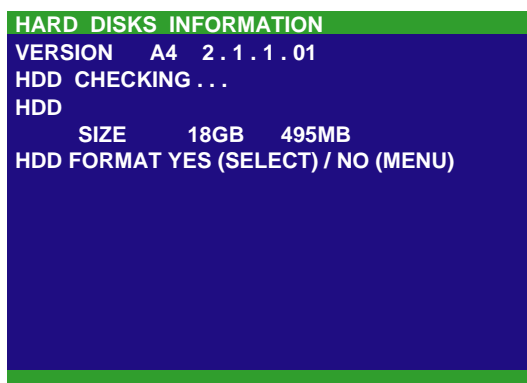 HARD DISKS INFORMATION
VERSION A4 2 . 1 . 1 . 01
HDD CHECKING . . .
HDD
SIZE 18GB 495MB
HDD FORMAT YES (SELECT) / NO (MENU)